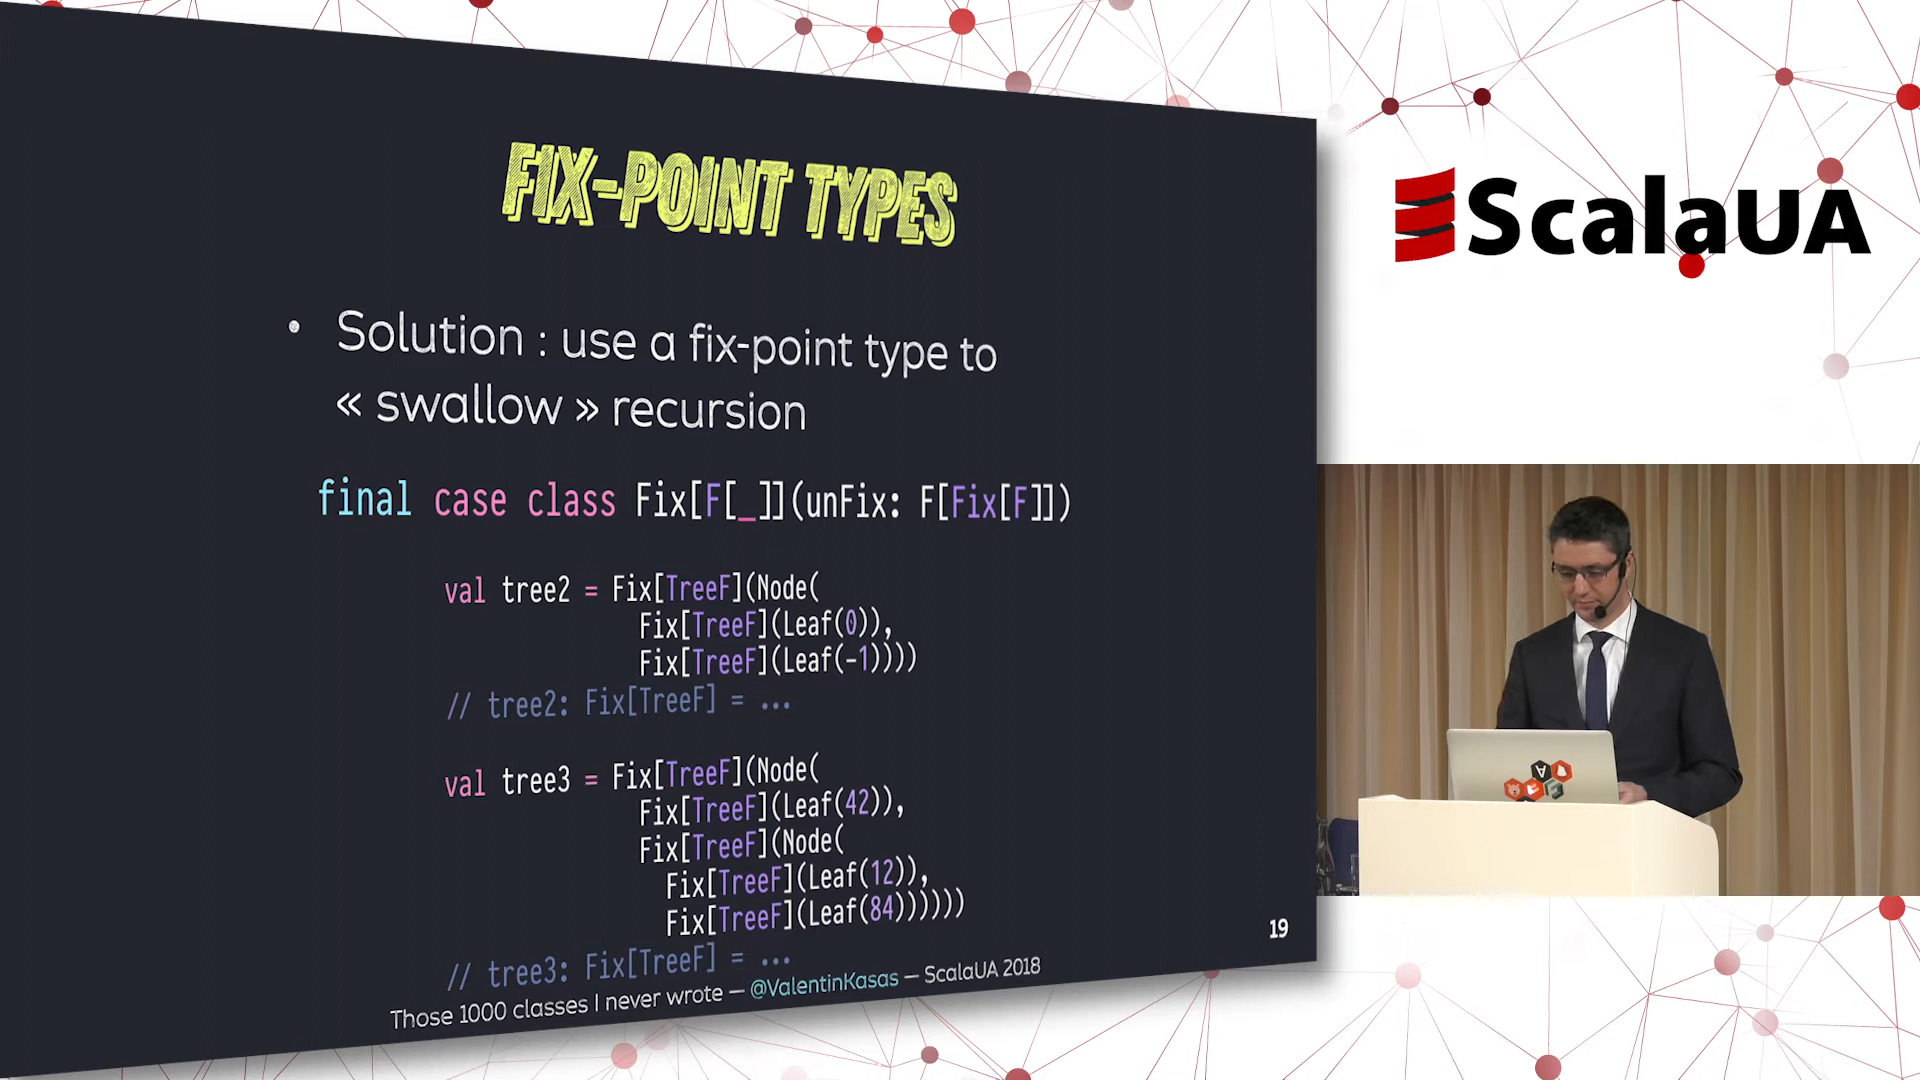 FIX-POINT TYPES
• Solution : use a fix-point type to
« swallow » recursion
final case class Fix[F[_]](unFix: F[Fix[F]])
val tree2 = Fix[TreeF](Node(
Fix[TreeF](Leaf(0)),
Fix[TreeF](Leaf(-1))))
// tree2: Fix[TreeF] = ...
val tree3 = Fix[TreeF](Node(
Fix[TreeF](Leaf(42)),
Fix[TreeF](Node(
Fix[TreeF](Leaf(12)),
Fix[TreeF](Leaf(84))))))
// tree3: Fix[TreeF] = ...
19
Those 1000 classes I never wrote — @ValentinKasas — ScalaUA 2018
ScalaUA